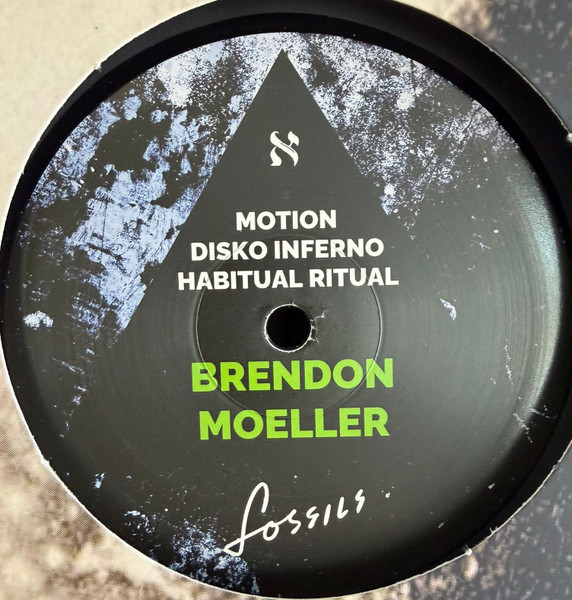 א
MOTION
DISKO INFERNO
HABITUAL RITUAL
BRENDON
MOELLER
fossils.